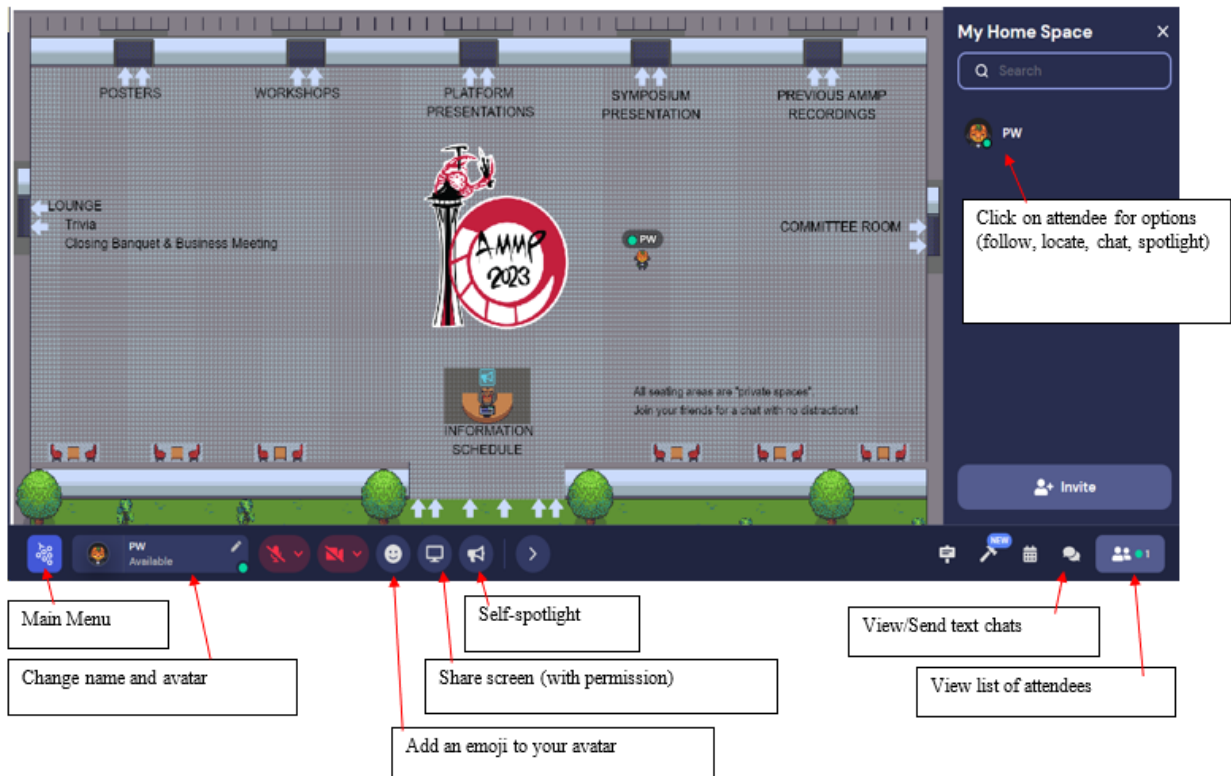 My Home Space
Search
PW
POSTERS
WORKSHOPS
PLATFORM
PRESENTATIONS
SYMPOSIUM
PRESENTATION
PREVIOUS AMMP
RECORDINGS
LOUNGE
Trivia
Closing Banquet & Business Meeting
AMMP
2023
PW
COMMITTEE ROOM
Click on attendee for options
(follow, locate, chat, spotlight)
All seating areas are "private spaces".
Join your friends for a chat with no distractions!
INFORMATION
SCHEDULE
Invite
PW
Available
NEW
1
Main Menu
Self-spotlight
View/Send text chats
Change name and avatar
Share screen (with permission)
View list of attendees
Add an emoji to your avatar